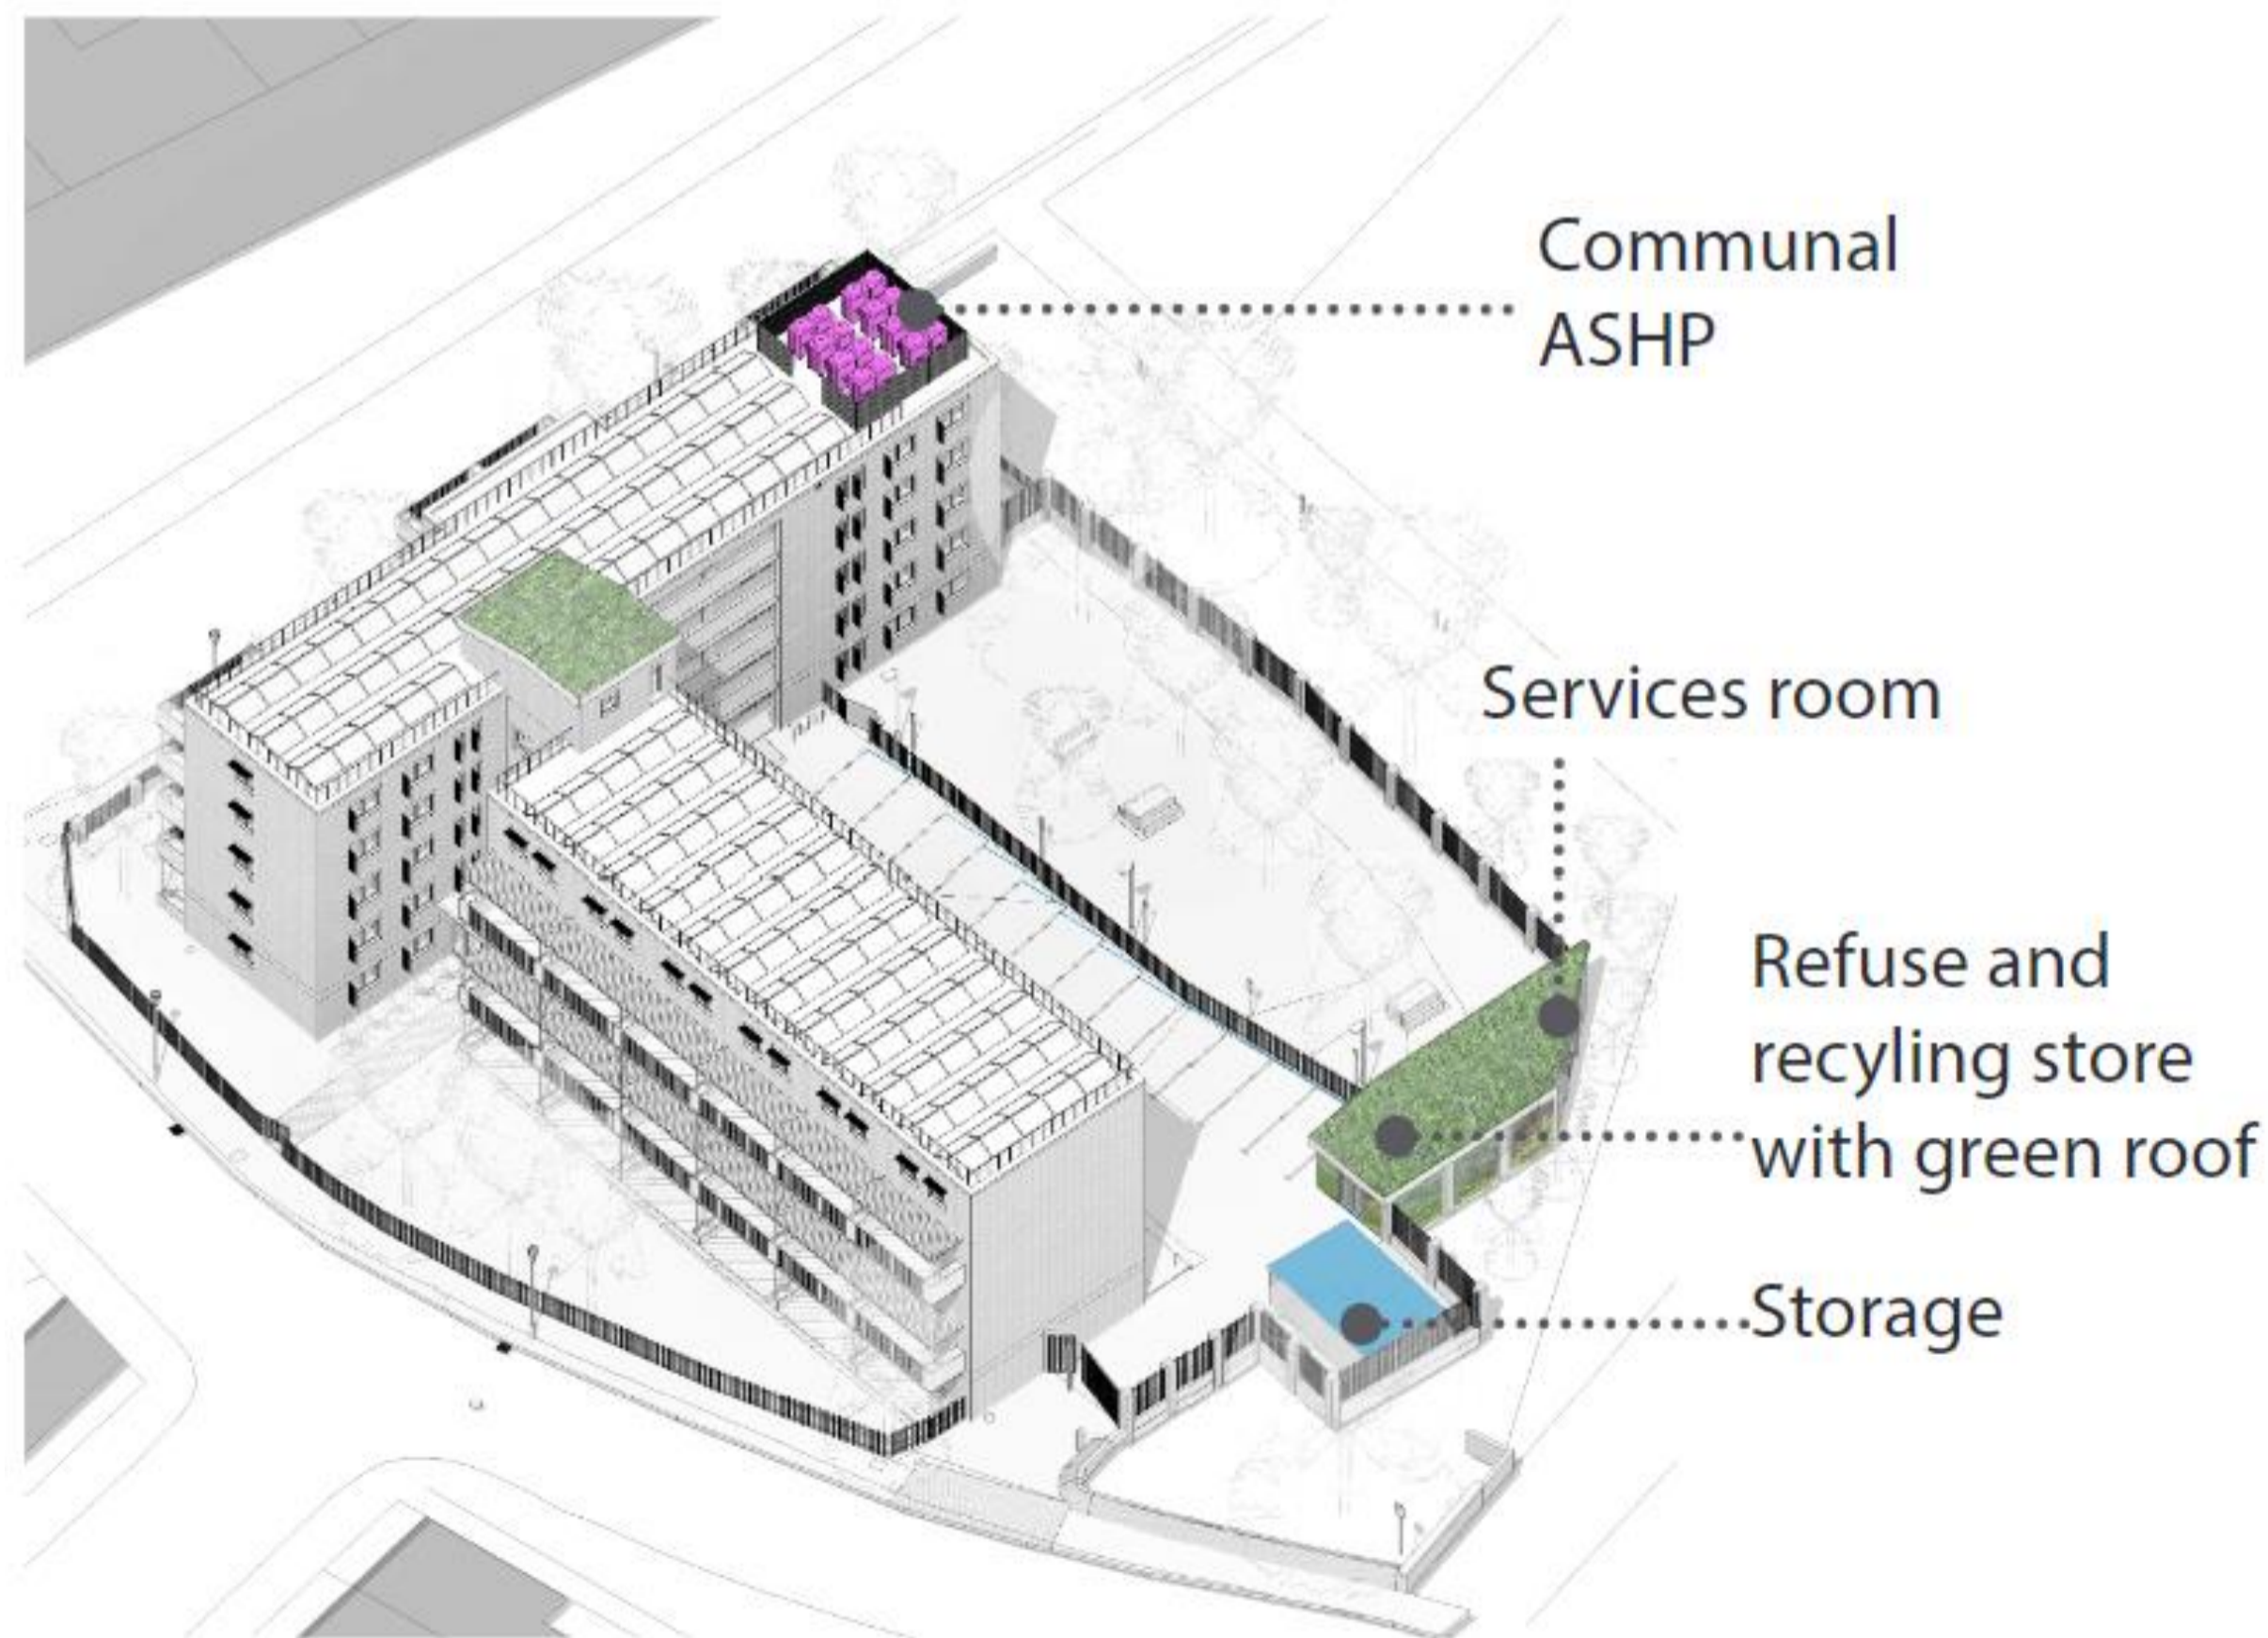 Communal
ASHP
Services room
Refuse and
recyling store
with green roof
Storage